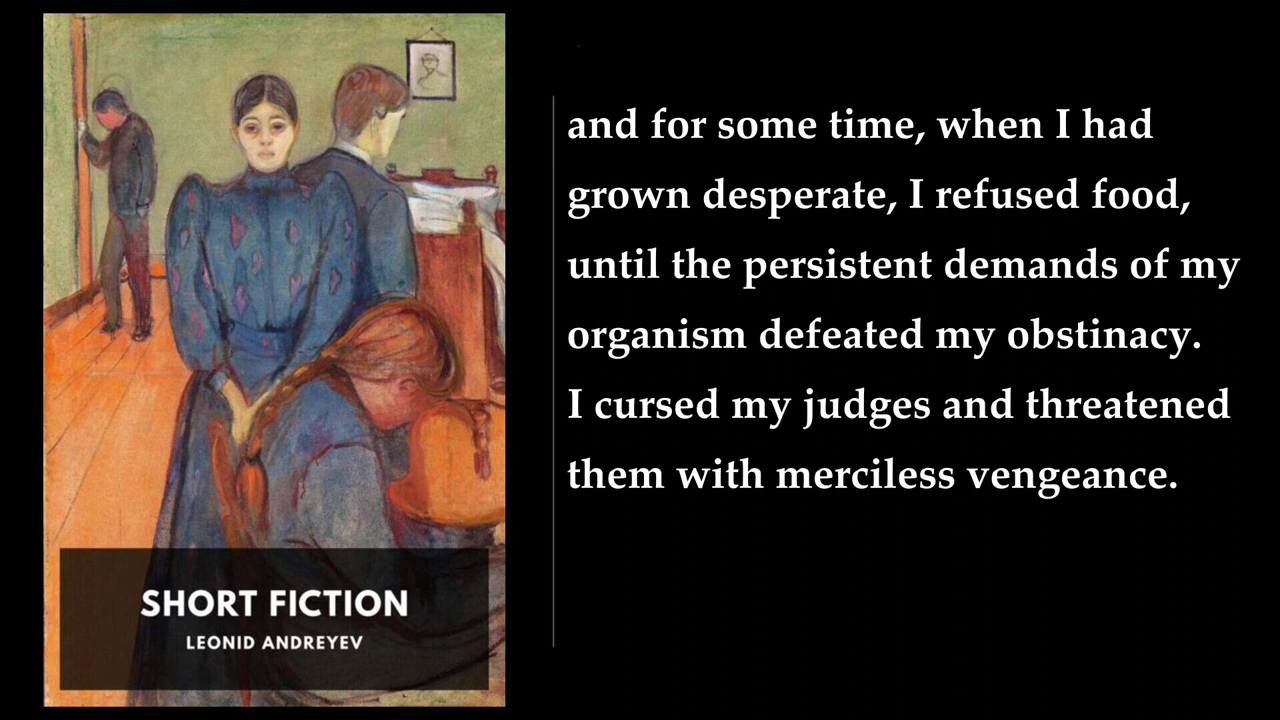 and for some time, when I had
grown desperate, I refused food,
until the persistent demands of my
organism defeated my obstinacy.
I cursed my judges and threatened
them with merciless vengeance.
SHORT FICTION
LEONID ANDREYEV